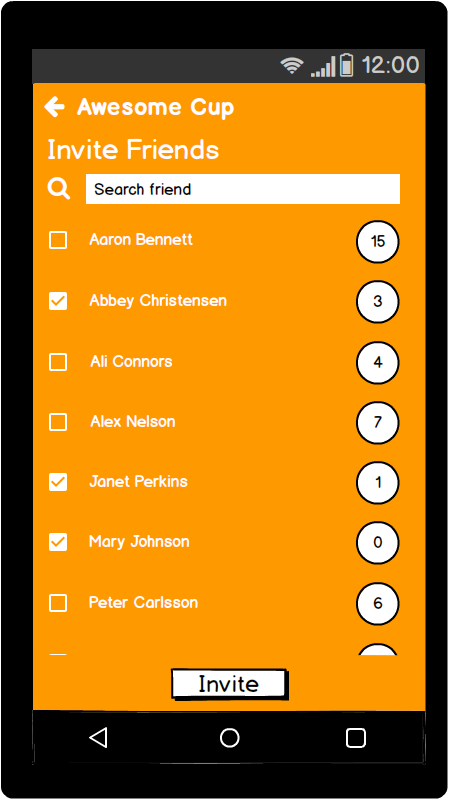 12:00
Awesome Cup
Invite Friends
Search friend
Aaron Bennett 15
Abbey Christensen 3
Ali Connors 4
Alex Nelson 7
Janet Perkins 1
Mary Johnson 0
Peter Carlsson 6
Invite